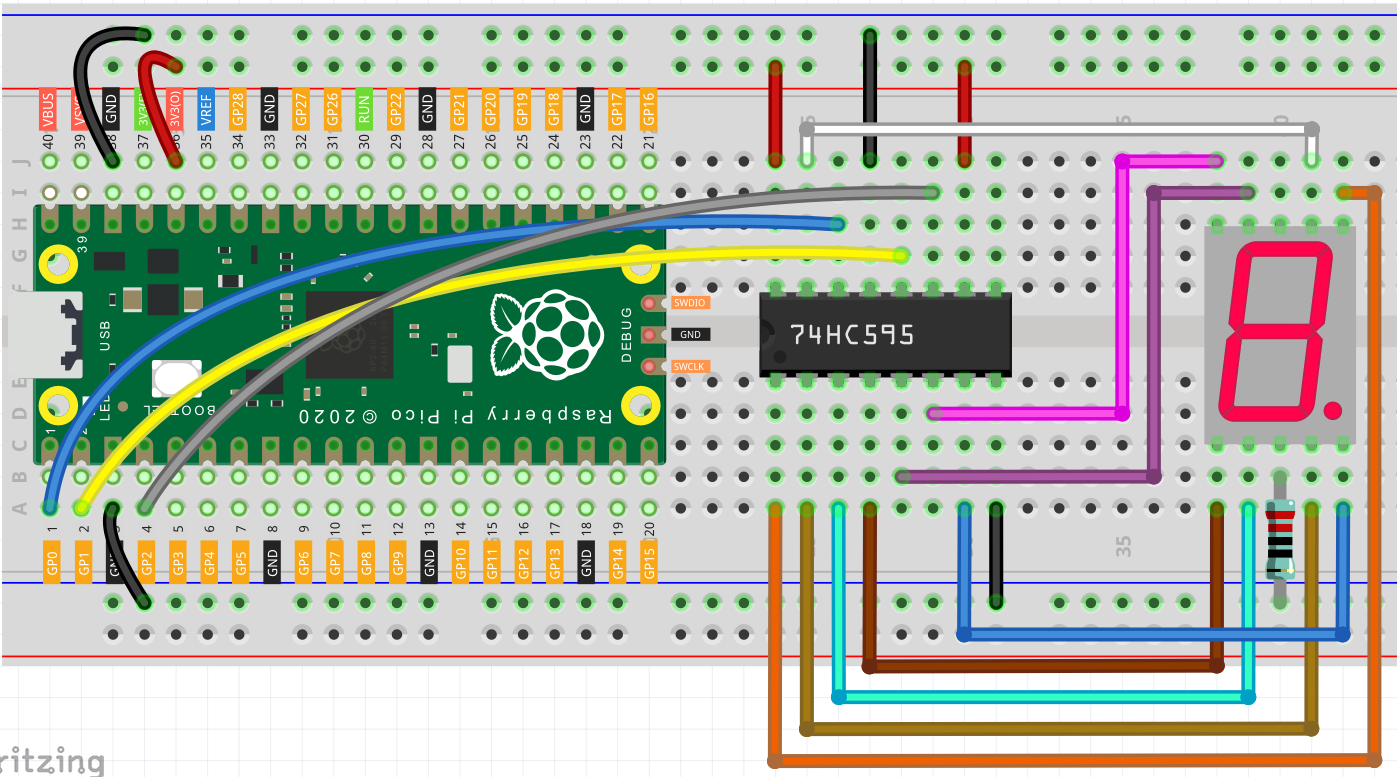 VBUS VSYS GND 3V3(E 3V3(O) VREF GP28 GND GP27 GP26 RUN GP22 GND GP21 GP20 GP19 GP18 GND GP17 GP16
40 39 38 37 36 35 34 33 32 31 30 29 28 27 26 25 24 23 22 21
J
I
H
G
F
39
SWDIO
GND
SWCLK
DEBUG
USB
74HC595
E
D
C
B
A
LED
BOOTSEL
Raspberry Pi Pico © 2020
1 2
1 2 3 4 5 6 7 8 9 10 11 12 13 14 15 16 17 18 19 20
35
GP0 GP1 GND GP2 GP3 GP4 GP5 GND GP6 GP7 GP8 GP9 GND GP10 GP11 GP12 GP13 GND GP14 GP15
ritzing